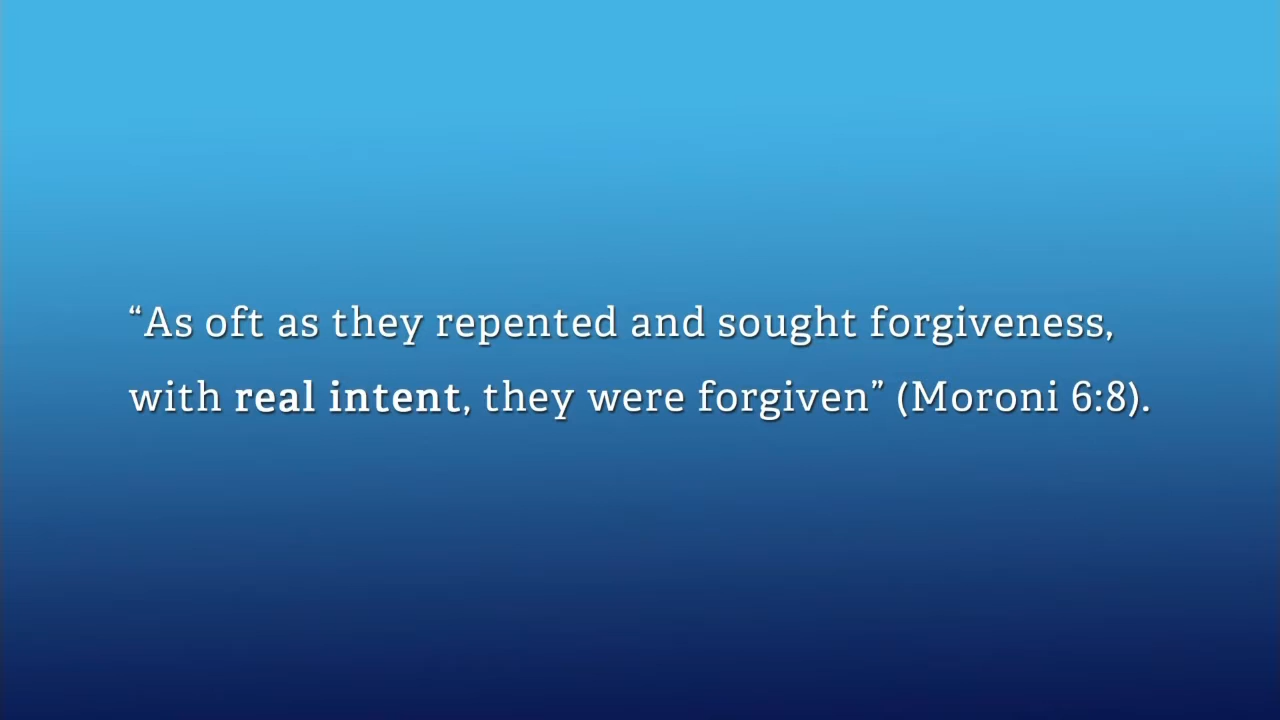 “As oft as they repented and sought forgiveness,
with real intent, they were forgiven” (Moroni 6:8).